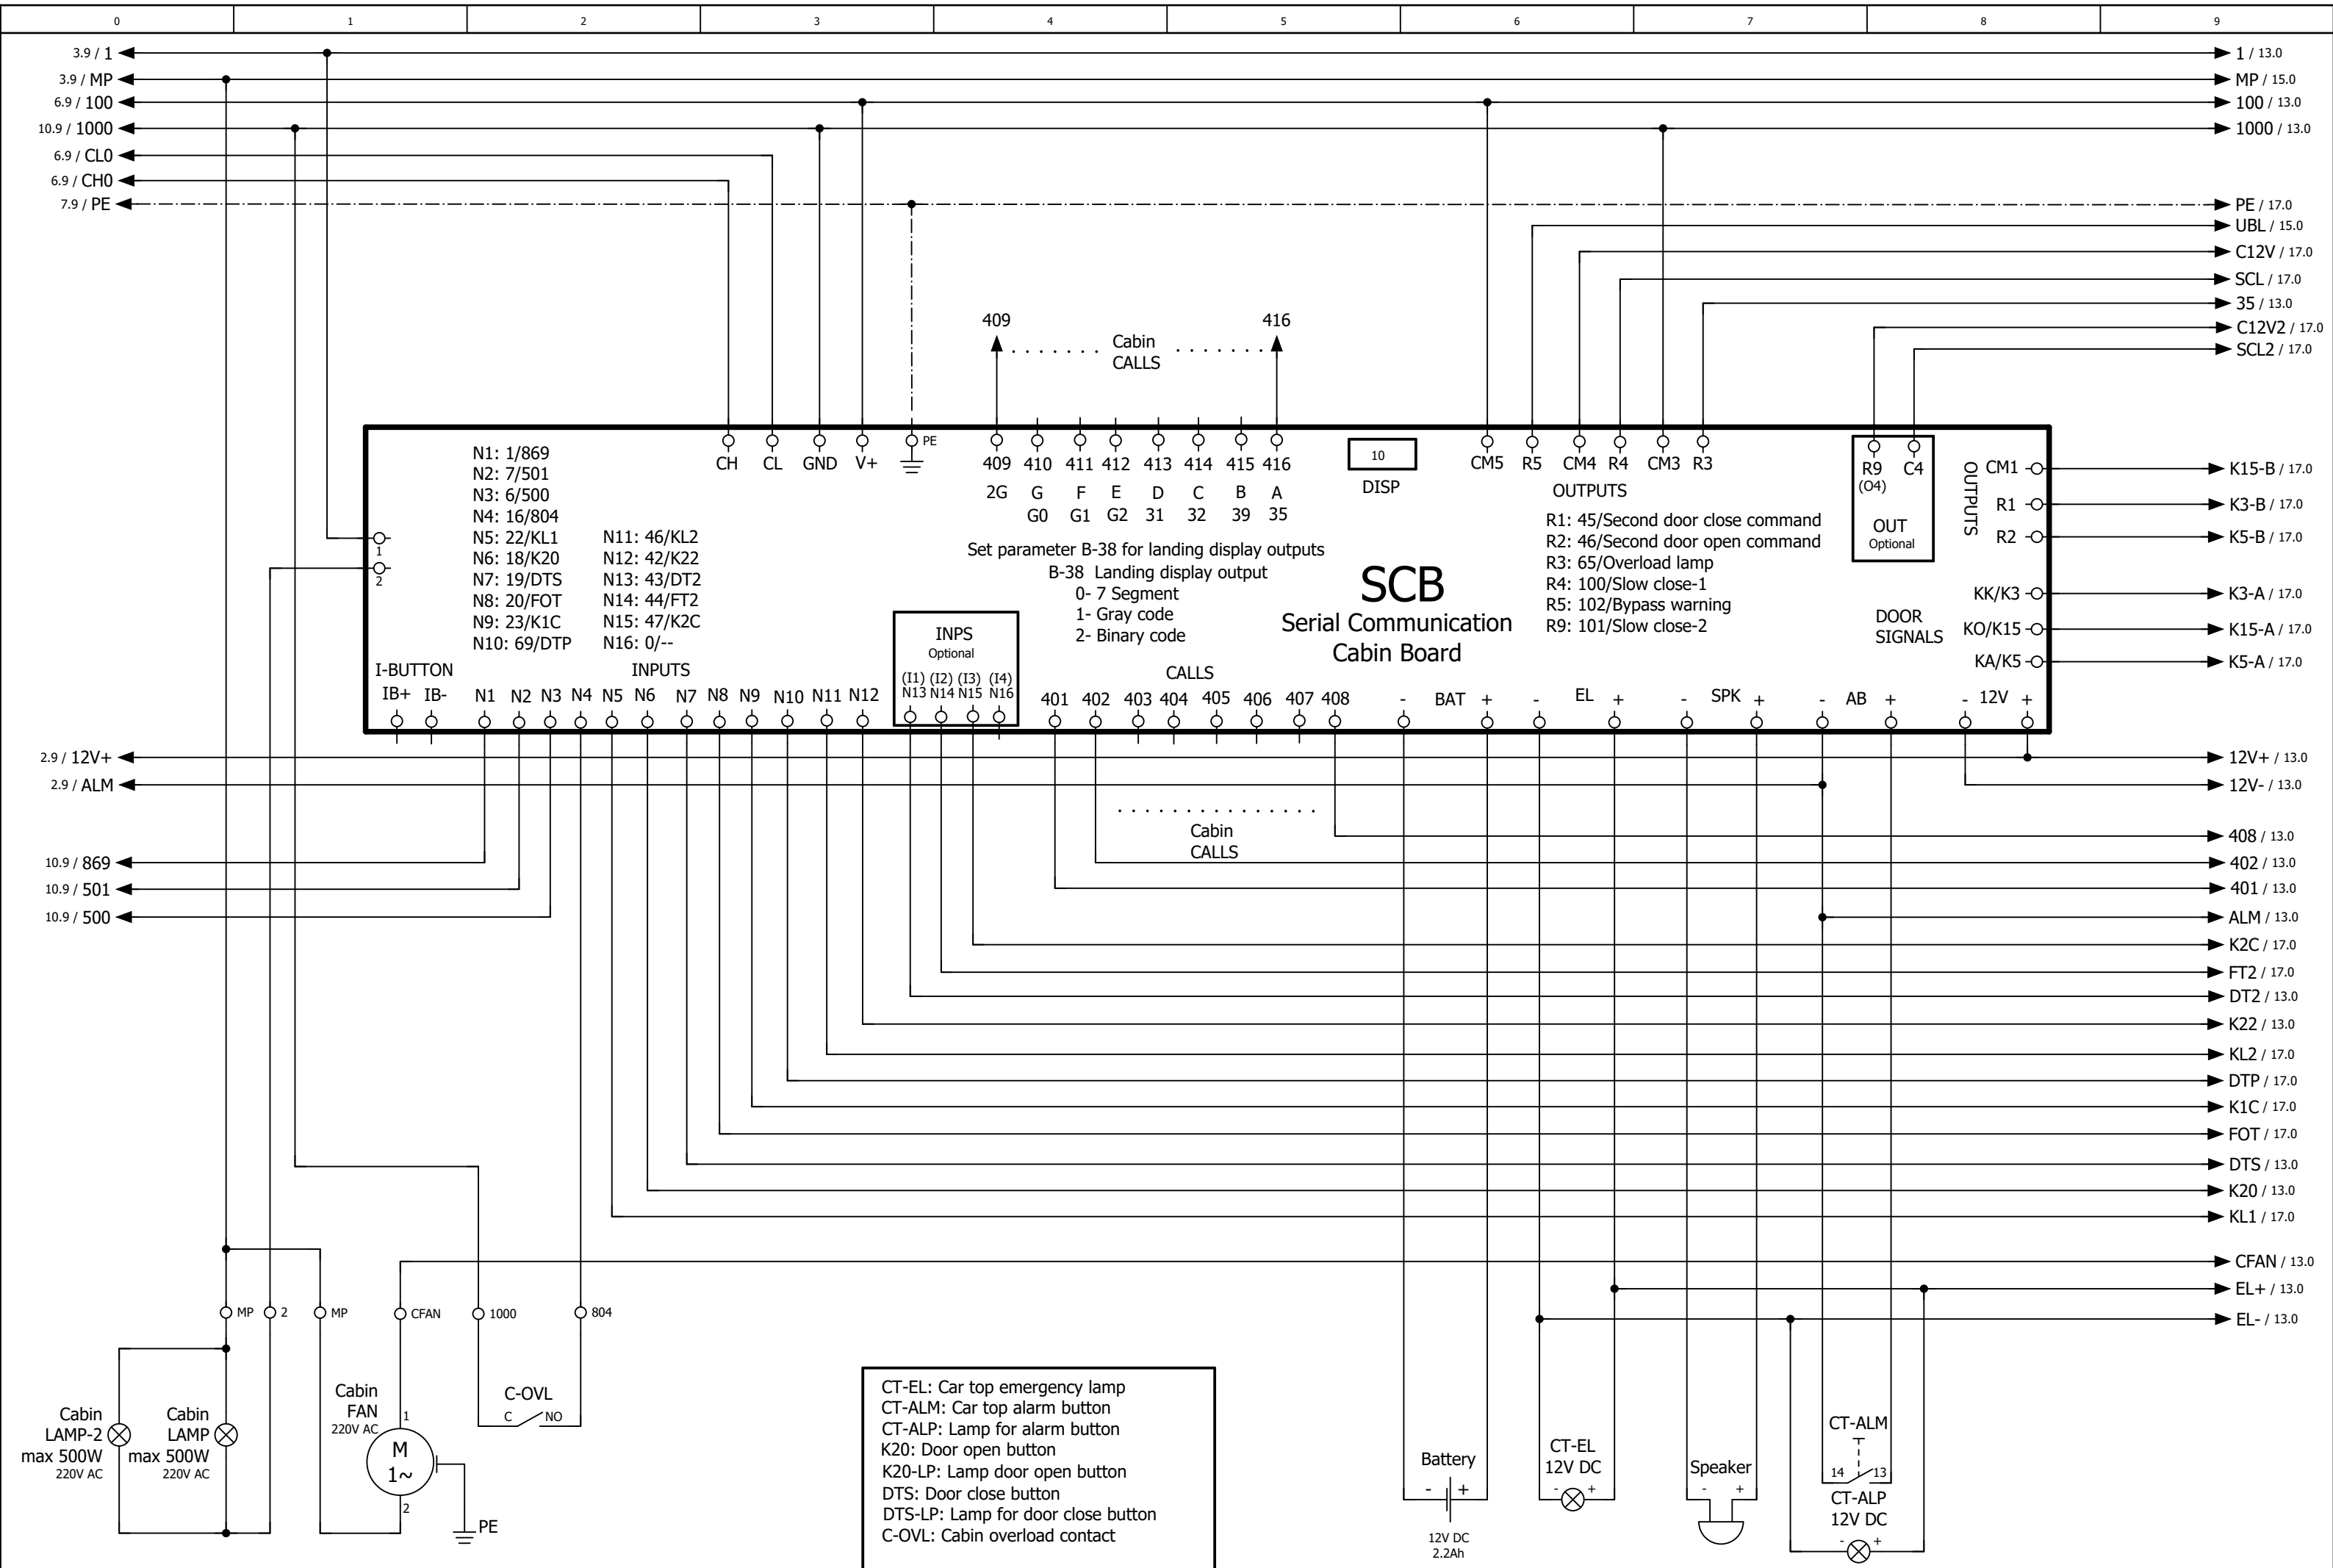 0 1 2 3 4 5 6 7 8 9
3.9 / 1
3.9 / MP
6.9 / 100
10.9 / 1000
6.9 / CL0
6.9 / CH0
7.9 / PE
1 / 13.0
MP / 15.0
100 / 13.0
1000 / 13.0
PE / 17.0
UBL / 15.0
C12V / 17.0
SCL / 17.0
35 / 13.0
C12V2 / 17.0
SCL2 / 17.0
409
Cabin
CALLS
416
N1: 1/869
N2: 7/501
N3: 6/500
N4: 16/804
N5: 22/KL1
N6: 18/K20
N7: 19/DTS
N8: 20/FOT
N9: 23/K1C
N10: 69/DTP
N11: 46/KL2
N12: 42/K22
N13: 43/DT2
N14: 44/FT2
N15: 47/K2C
N16: 0/--
1
2
CH CL GND V+ PE
409 410 411 412 413 414 415 416
2G G F E D C B A
G0 G1 G2 31 32 39 35
Set parameter B-38 for landing display outputs
B-38 Landing display output
0- 7 Segment
1- Gray code
2- Binary code
10
DISP
SCB
Serial Communication
Cabin Board
CM5 R5 CM4 R4 CM3 R3
OUTPUTS
R1: 45/Second door close command
R2: 46/Second door open command
R3: 65/Overload lamp
R4: 100/Slow close-1
R5: 102/Bypass warning
R9: 101/Slow close-2
R9 C4
(O4)
OUT
Optional
OUTPUTS
CM1
R1
R2
KK/K3
KO/K15
KA/K5
DOOR
SIGNALS
K15-B / 17.0
K3-B / 17.0
K5-B / 17.0
K3-A / 17.0
K15-A / 17.0
K5-A / 17.0
I-BUTTON
IB+ IB-
INPUTS
N1 N2 N3 N4 N5 N6 N7 N8 N9 N10 N11 N12
INPS
Optional
(I1) (I2) (I3) (I4)
N13 N14 N15 N16
CALLS
401 402 403 404 405 406 407 408
- BAT +
- EL +
- SPK +
- AB +
- 12V +
2.9 / 12V+
2.9 / ALM
10.9 / 869
10.9 / 501
10.9 / 500
Cabin
CALLS
12V+ / 13.0
12V- / 13.0
408 / 13.0
402 / 13.0
401 / 13.0
ALM / 13.0
K2C / 17.0
FT2 / 17.0
DT2 / 13.0
K22 / 13.0
KL2 / 17.0
DTP / 17.0
K1C / 17.0
FOT / 17.0
DTS / 13.0
K20 / 13.0
KL1 / 17.0
CFAN / 13.0
EL+ / 13.0
EL- / 13.0
MP 2 MP CFAN 1000 804
Cabin
LAMP-2
max 500W
220V AC
Cabin
LAMP
max 500W
220V AC
Cabin
FAN
220V AC
1
M
1~
2
PE
C-OVL
C NO
CT-EL: Car top emergency lamp
CT-ALM: Car top alarm button
CT-ALP: Lamp for alarm button
K20: Door open button
K20-LP: Lamp door open button
DTS: Door close button
DTS-LP: Lamp for door close button
C-OVL: Cabin overload contact
Battery
- +
12V DC
2.2Ah
CT-EL
12V DC
- +
Speaker
- +
CT-ALM
14 13
CT-ALP
12V DC
- +